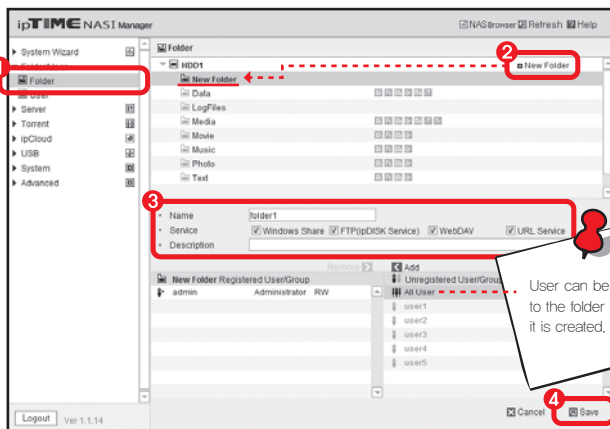 ipTIME NASI Manager
NAS Browser Refresh Help
System Wizard
Folder
User
Server
Torrent
ipCloud
USB
System
Advanced
Logout Ver 1.1.14
Folder
HDD1
2
New Folder
1
New Folder
Data
LogFiles
Media
Movie
Music
Photo
Text
3
Name folder1
Service Windows Share FTP(ipDISK Service) WebDAV URL Service
Description
Remove Add
New Folder Registered User/Group
admin Administrator RW
Unregistered User/Group
All User
user1
user2
user3
user4
user5
User can be
to the folder
it is created.
4
Cancel Save